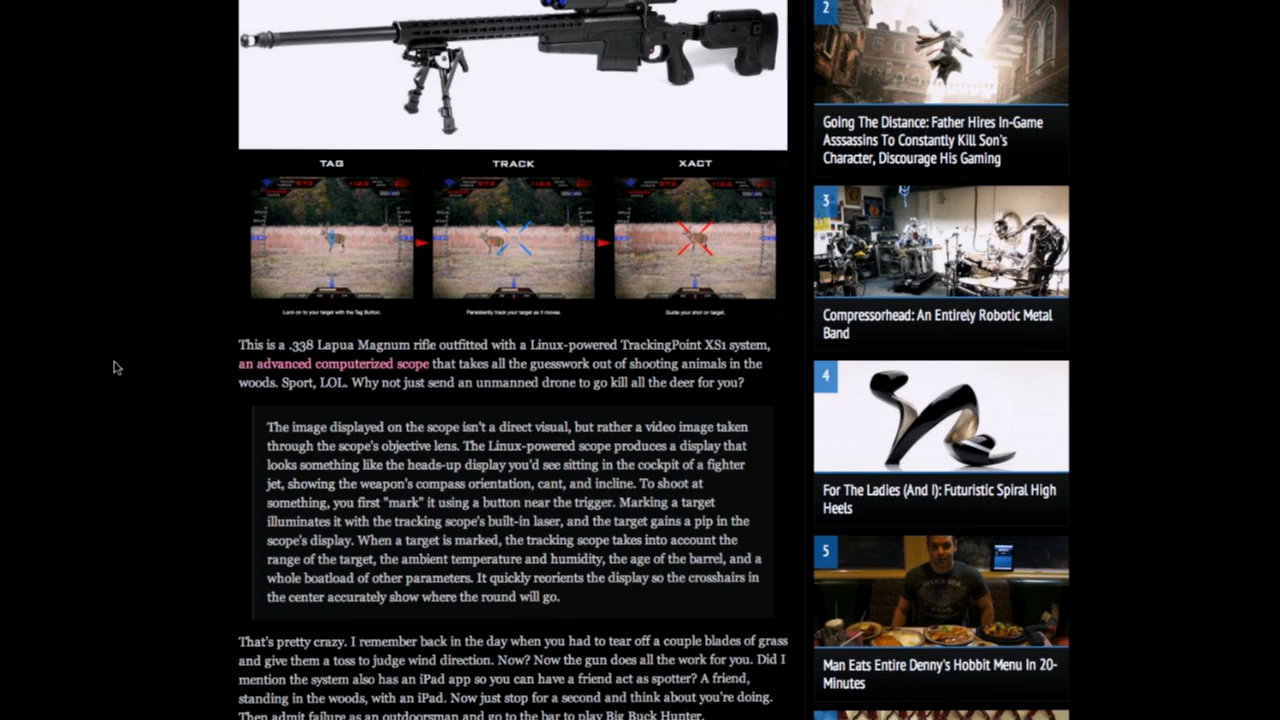 TAG TRACK XACT
Lock on to your target with the Tag Button. Persistently track your target as it moves. Guide your shot on target.
This is a .338 Lapua Magnum rifle outfitted with a Linux-powered TrackingPoint XS1 system,
an advanced computerized scope that takes all the guesswork out of shooting animals in the
woods. Sport, LOL. Why not just send an unmanned drone to go kill all the deer for you?
The image displayed on the scope isn't a direct visual, but rather a video image taken
through the scope's objective lens. The Linux-powered scope produces a display that
looks something like the heads-up display you'd see sitting in the cockpit of a fighter
jet, showing the weapon's compass orientation, cant, and incline. To shoot at
something, you first "mark" it using a button near the trigger. Marking a target
illuminates it with the tracking scope's built-in laser, and the target gains a pip in the
scope's display. When a target is marked, the tracking scope takes into account the
range of the target, the ambient temperature and humidity, the age of the barrel, and a
whole boatload of other parameters. It quickly reorients the display so the crosshairs in
the center accurately show where the round will go.
That's pretty crazy. I remember back in the day when you had to tear off a couple blades of grass
and give them a toss to judge wind direction. Now? Now the gun does all the work for you. Did I
mention the system also has an iPad app so you can have a friend act as spotter? A friend,
standing in the woods, with an iPad. Now just stop for a second and think about you're doing.
Then admit failure as an outdoorsman and go to the bar to play Big Buck Hunter.
2
Going The Distance: Father Hires In-Game
Asssassins To Constantly Kill Son's
Character, Discourage His Gaming
3
Compressorhead: An Entirely Robotic Metal
Band
4
For The Ladies (And I): Futuristic Spiral High
Heels
5
Man Eats Entire Denny's Hobbit Menu In 20-
Minutes